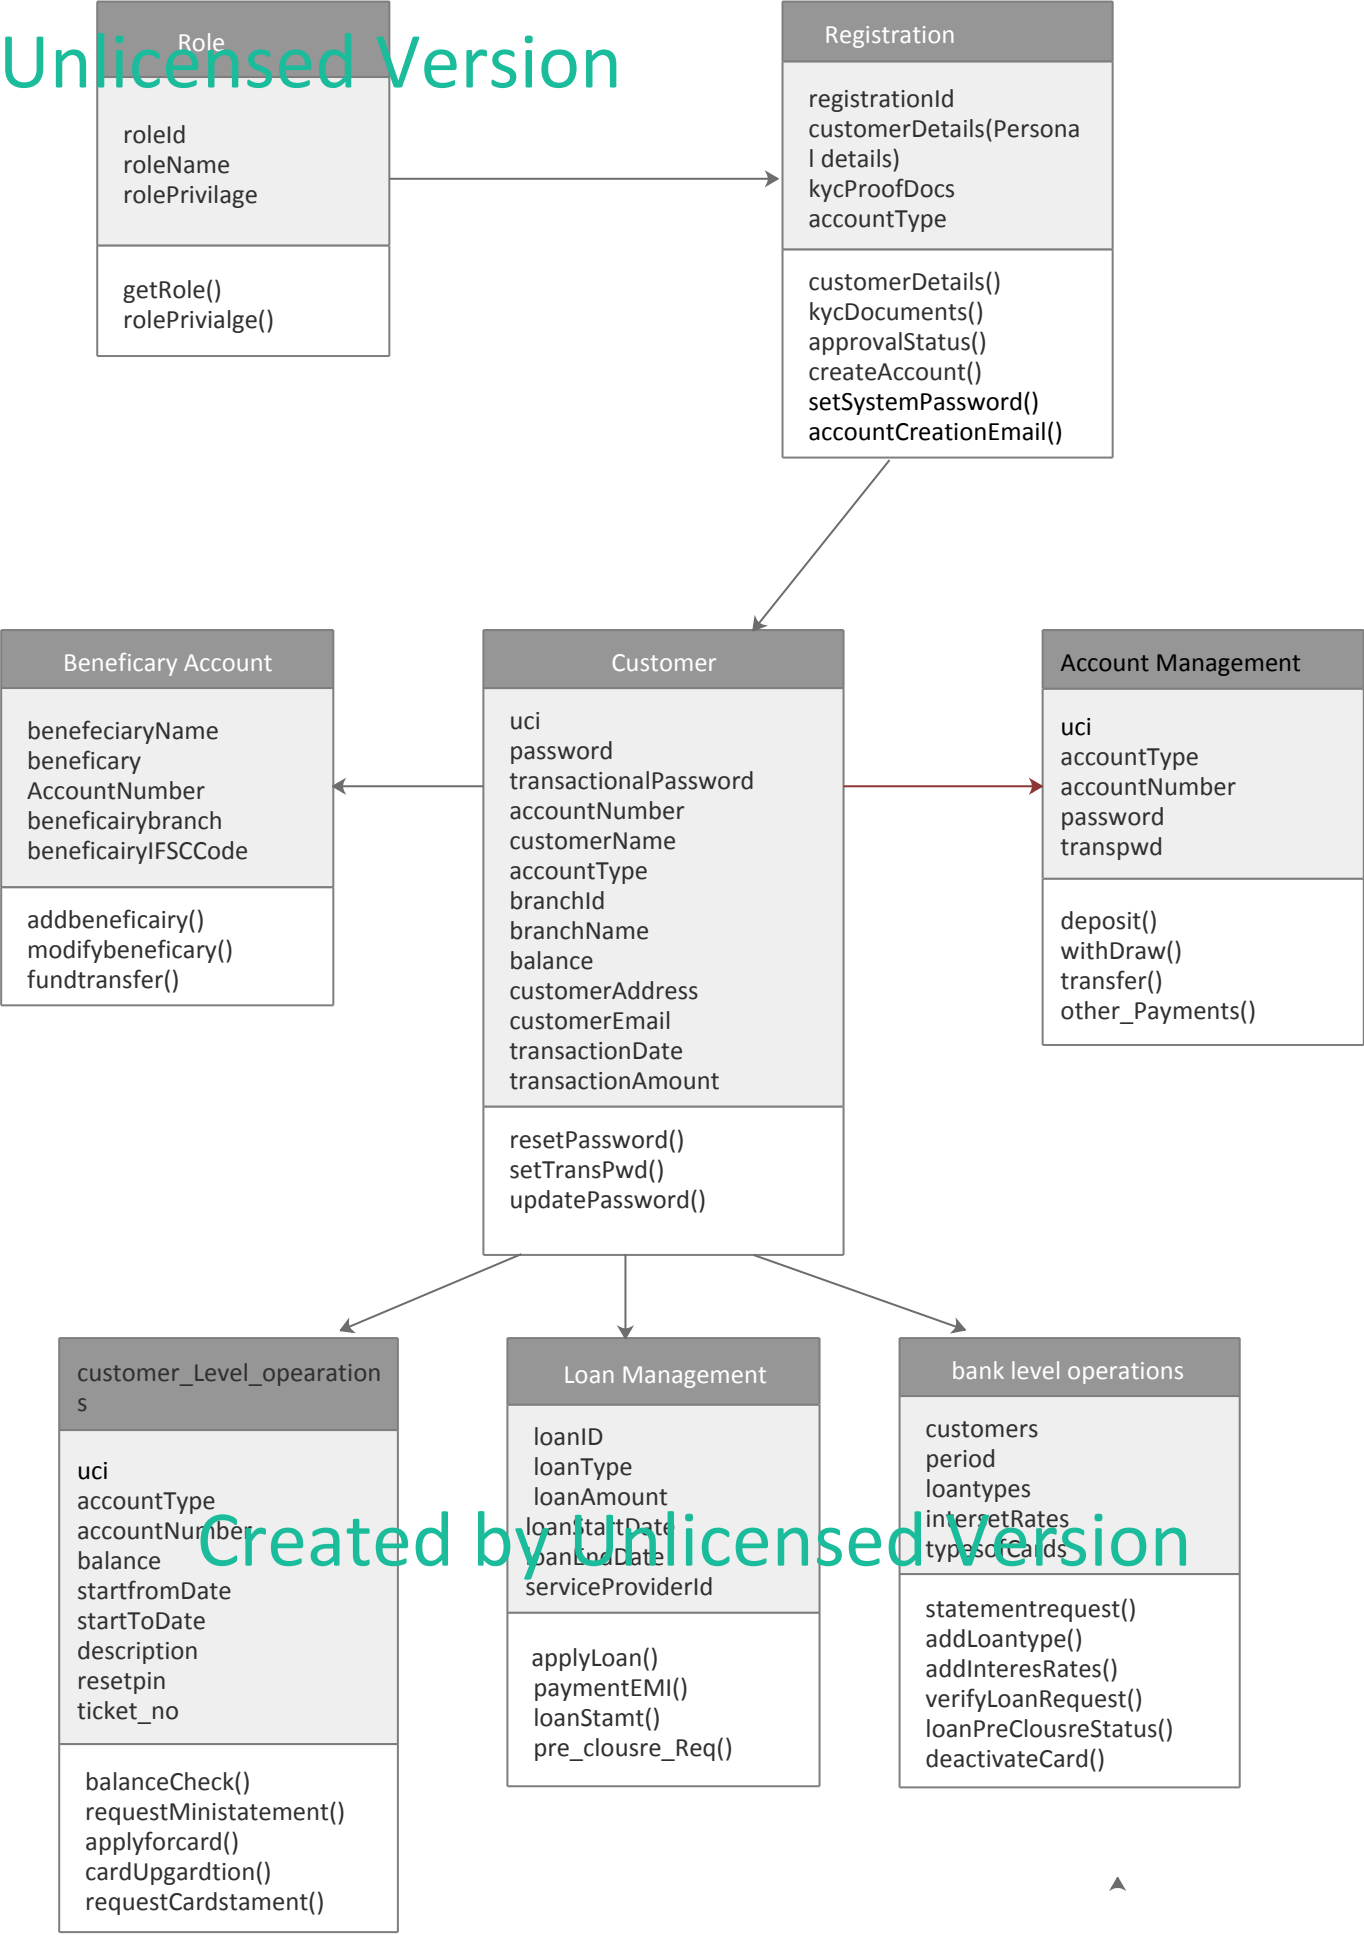 Role
Unlicensed Version
roleId
roleName
rolePrivilage
getRole()
rolePrivialge()
Registration
registrationId
customerDetails(Persona
l details)
kycProofDocs
accountType
customerDetails()
kycDocuments()
approvalStatus()
createAccount()
setSystemPassword()
accountCreationEmail()
Beneficary Account
benefeciaryName
beneficary
AccountNumber
beneficairybranch
beneficairyIFSCCode
addbeneficairy()
modifybeneficary()
fundtransfer()
Customer
uci
password
transactionalPassword
accountNumber
customerName
accountType
branchId
branchName
balance
customerAddress
customerEmail
transactionDate
transactionAmount
resetPassword()
setTransPwd()
updatePassword()
Account Management
uci
accountType
accountNumber
password
transpwd
deposit()
withDraw()
transfer()
other_Payments()
customer_Level_opearation
s
uci
accountType
accountNumber
balance
startfromDate
startToDate
description
resetpin
ticket_no
balanceCheck()
requestMinistatement()
applyforcard()
cardUpgardtion()
requestCardstament()
Loan Management
loanID
loanType
loanAmount
loanStartDate
loanEndDate
serviceProviderId
applyLoan()
paymentEMI()
loanStamt()
pre_clousre_Req()
bank level operations
customers
period
loantypes
intersetRates
typesofCards
statementrequest()
addLoantype()
addInteresRates()
verifyLoanRequest()
loanPreClousreStatus()
deactivateCard()
Created by Unlicensed Version